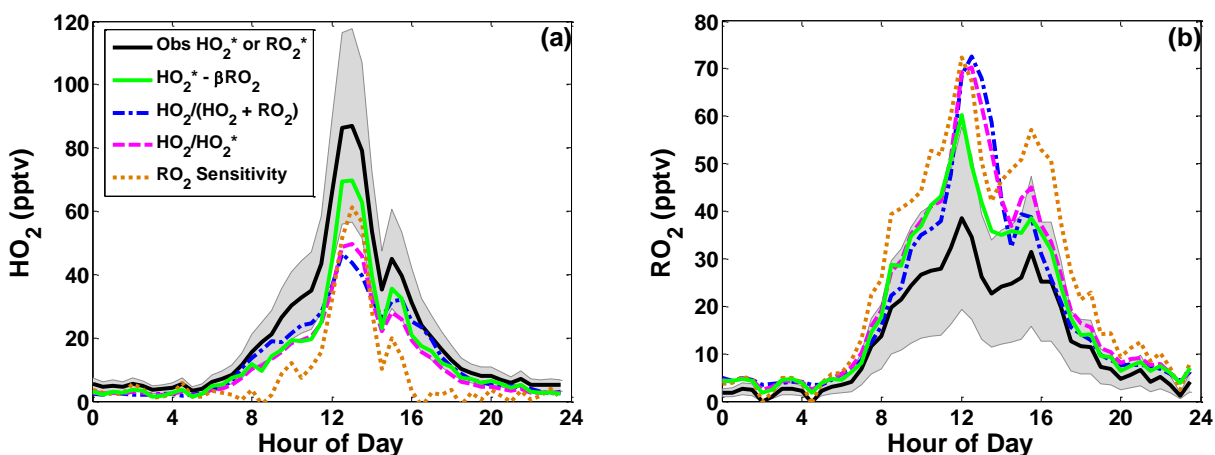 (a)
HO₂ (pptv)
120
100
80
60
40
20
0
Obs HO₂* or RO₂*
HO₂* - βRO₂
HO₂/(HO₂ + RO₂)
HO₂/HO₂*
RO₂ Sensitivity
0 4 8 12 16 20 24
Hour of Day
(b)
RO₂ (pptv)
80
70
60
50
40
30
20
10
0
0 4 8 12 16 20 24
Hour of Day